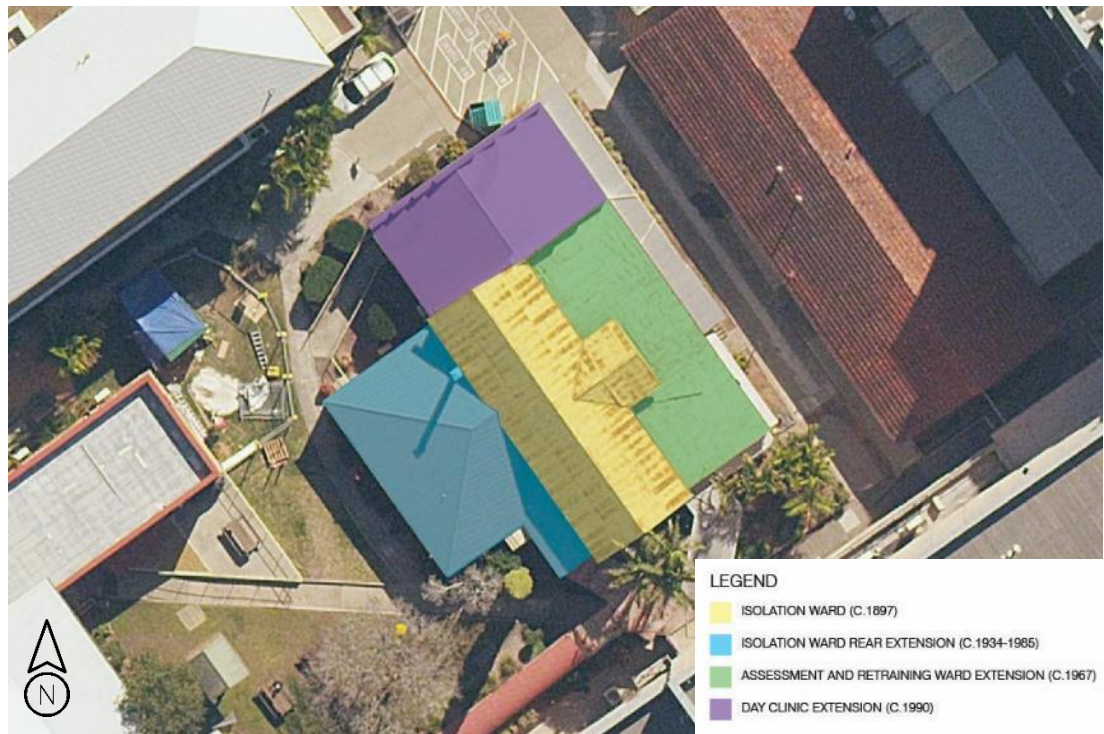 N
LEGEND
ISOLATION WARD (C.1897)
ISOLATION WARD REAR EXTENSION (C.1934-1985)
ASSESSMENT AND RETRAINING WARD EXTENSION (C.1967)
DAY CLINIC EXTENSION (C.1990)